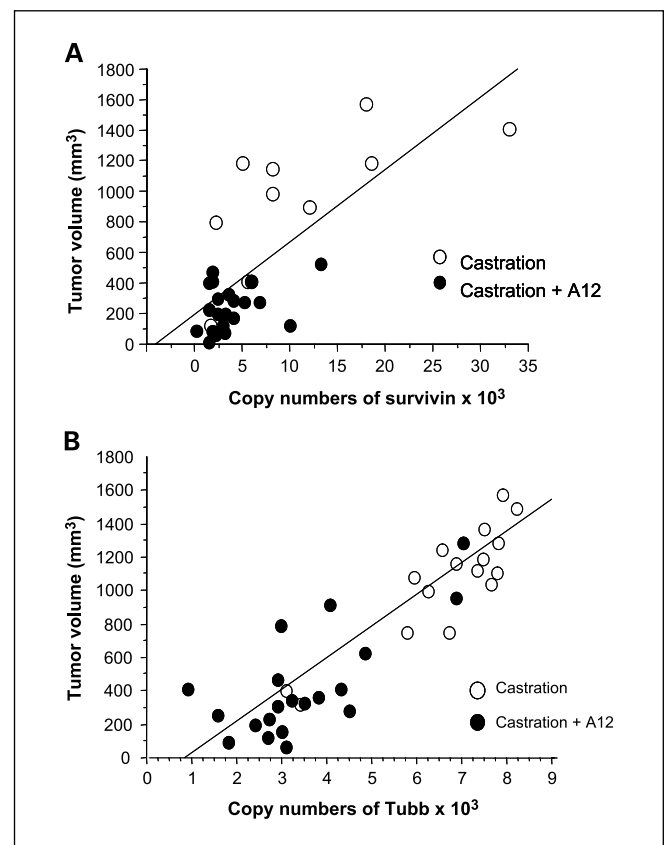 A
1800
1600
1400
1200
1000
800
600
400
200
0
Tumor volume (mm3)
Castration
Castration + A12
0 5 10 15 20 25 30 35
Copy numbers of survivin x 103
B
1800
1600
1400
1200
1000
800
600
400
200
0
Tumor volume (mm3)
Castration
Castration + A12
0 1 2 3 4 5 6 7 8 9
Copy numbers of Tubb x 103